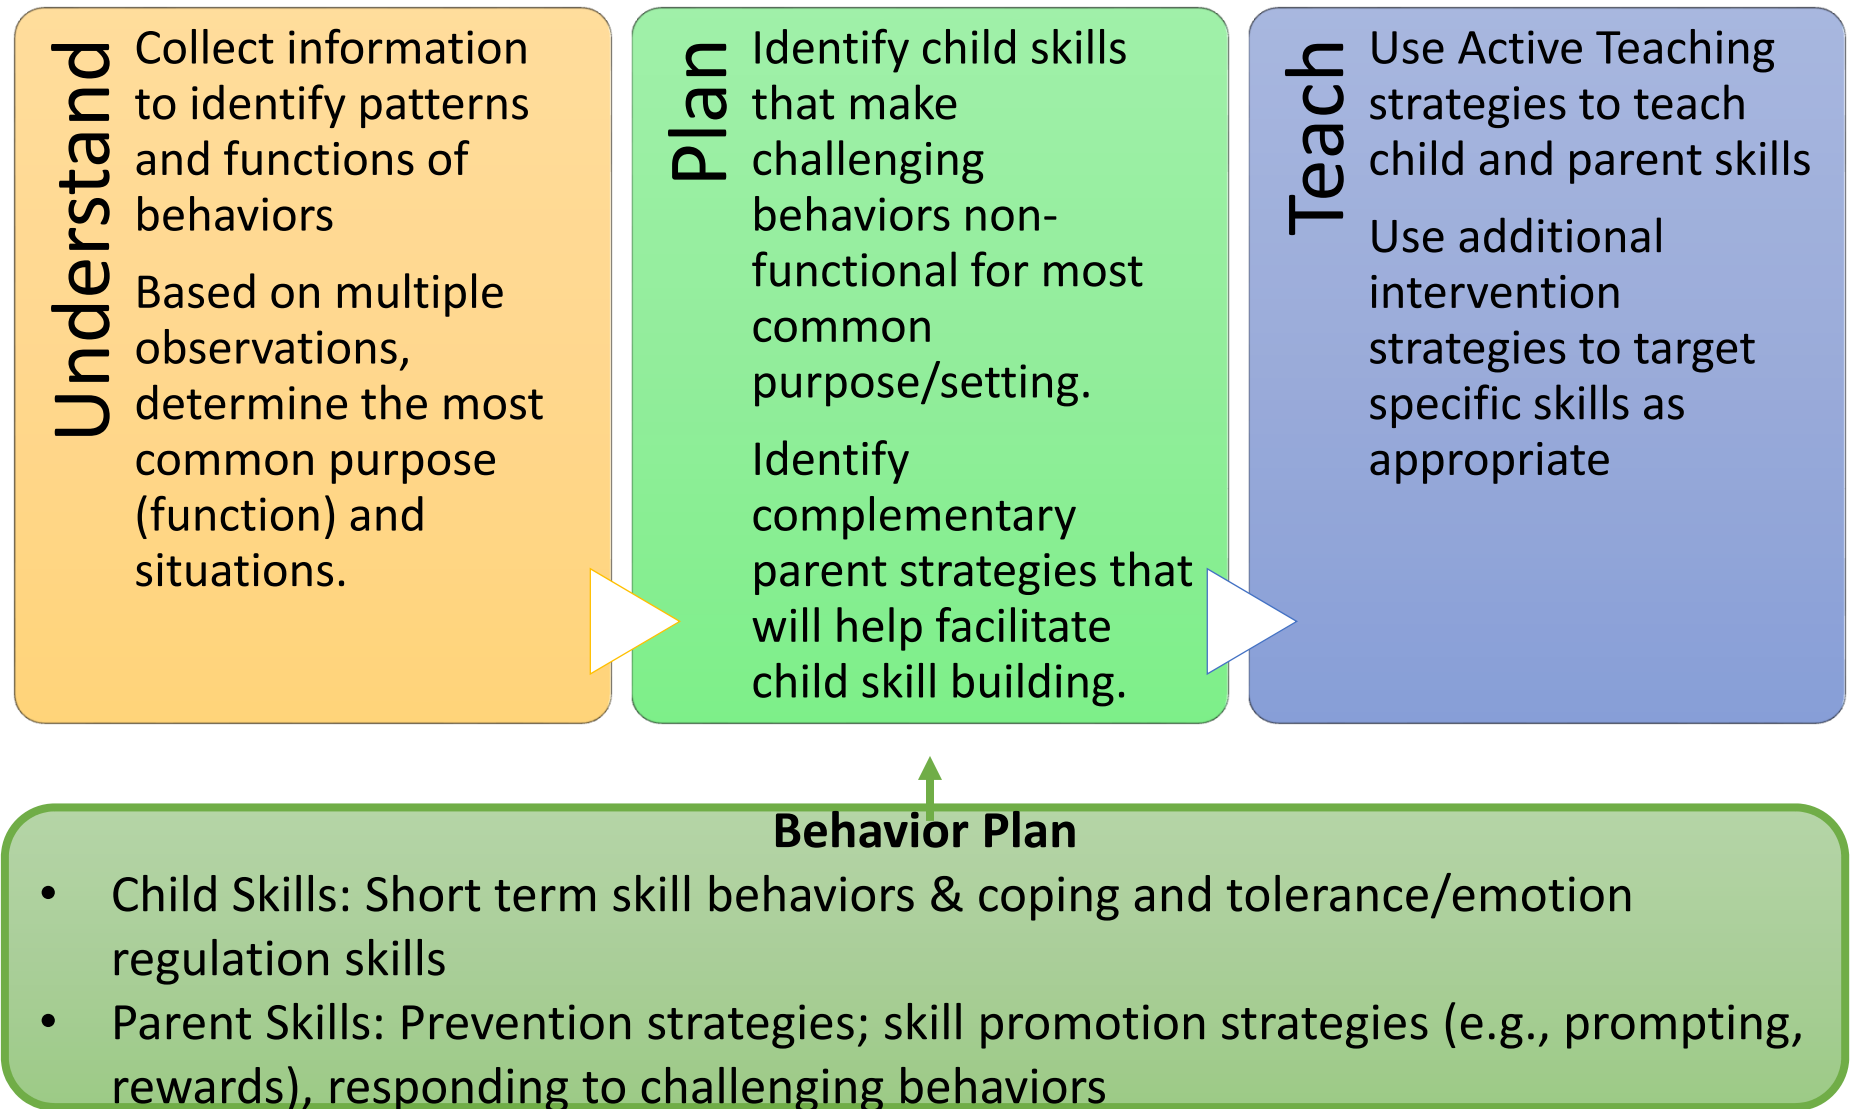 Understand
Collect information
to identify patterns
and functions of
behaviors
Based on multiple
observations,
determine the most
common purpose
(function) and
situations.
Plan
Identify child skills
that make
challenging
behaviors non-
functional for most
common
purpose/setting.
Identify
complementary
parent strategies that
will help facilitate
child skill building.
Teach
Use Active Teaching
strategies to teach
child and parent skills
Use additional
intervention
strategies to target
specific skills as
appropriate
Behavior Plan
• Child Skills: Short term skill behaviors & coping and tolerance/emotion
regulation skills
• Parent Skills: Prevention strategies; skill promotion strategies (e.g., prompting,
rewards), responding to challenging behaviors